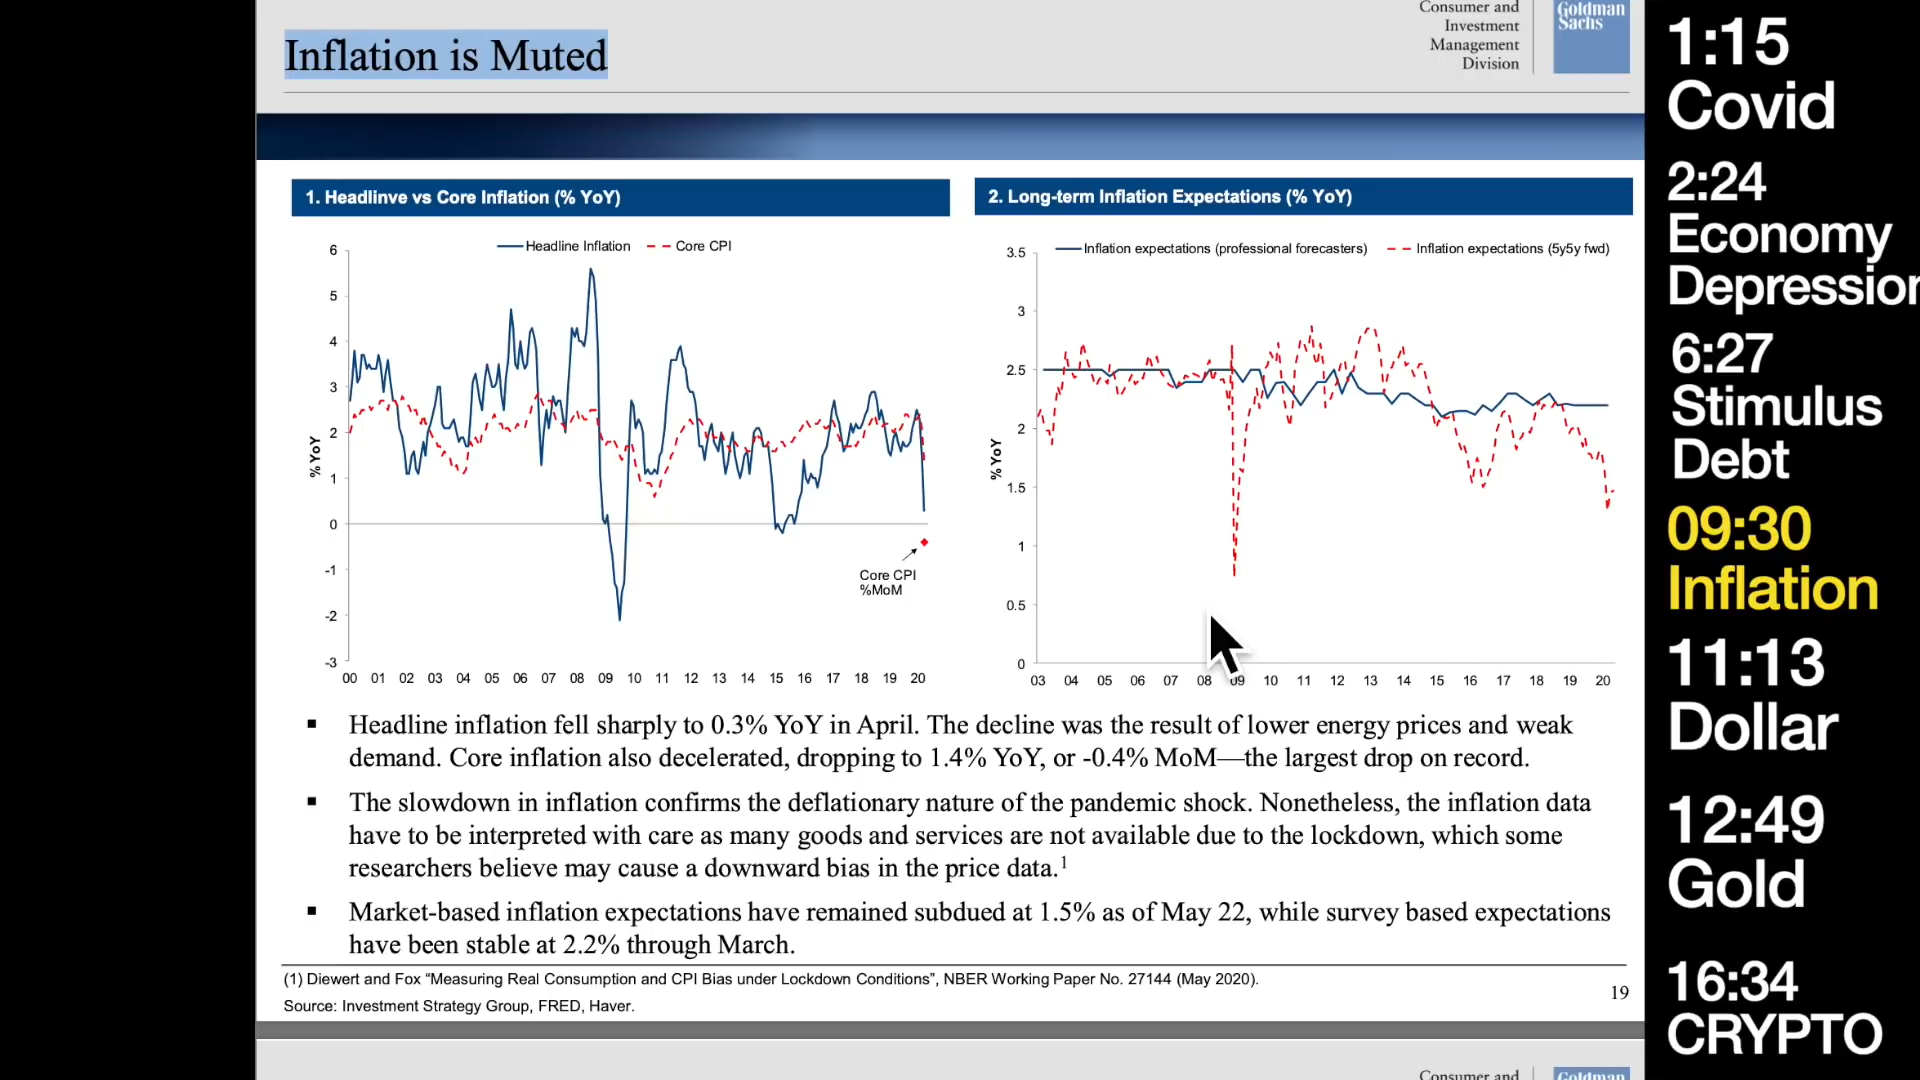 Inflation is Muted
Consumer and
Investment
Management
Division
Goldman
Sachs
1. Headlinve vs Core Inflation (% YoY)
Headline Inflation
Core CPI
6
5
4
3
2
1
0
-1
-2
-3
% YoY
Core CPI
%MoM
00 01 02 03 04 05 06 07 08 09 10 11 12 13 14 15 16 17 18 19 20
2. Long-term Inflation Expectations (% YoY)
Inflation expectations (professional forecasters)
Inflation expectations (5y5y fwd)
3.5
3
2.5
2
1.5
1
0.5
0
% YoY
03 04 05 06 07 08 09 10 11 12 13 14 15 16 17 18 19 20
▪ Headline inflation fell sharply to 0.3% YoY in April. The decline was the result of lower energy prices and weak
demand. Core inflation also decelerated, dropping to 1.4% YoY, or -0.4% MoM—the largest drop on record.
▪ The slowdown in inflation confirms the deflationary nature of the pandemic shock. Nonetheless, the inflation data
have to be interpreted with care as many goods and services are not available due to the lockdown, which some
researchers believe may cause a downward bias in the price data.1
▪ Market-based inflation expectations have remained subdued at 1.5% as of May 22, while survey based expectations
have been stable at 2.2% through March.
(1) Diewert and Fox “Measuring Real Consumption and CPI Bias under Lockdown Conditions”, NBER Working Paper No. 27144 (May 2020).
Source: Investment Strategy Group, FRED, Haver.
19
Consumer and
Goldman
1:15
Covid
2:24
Economy
Depression
6:27
Stimulus
Debt
09:30
Inflation
11:13
Dollar
12:49
Gold
16:34
CRYPTO